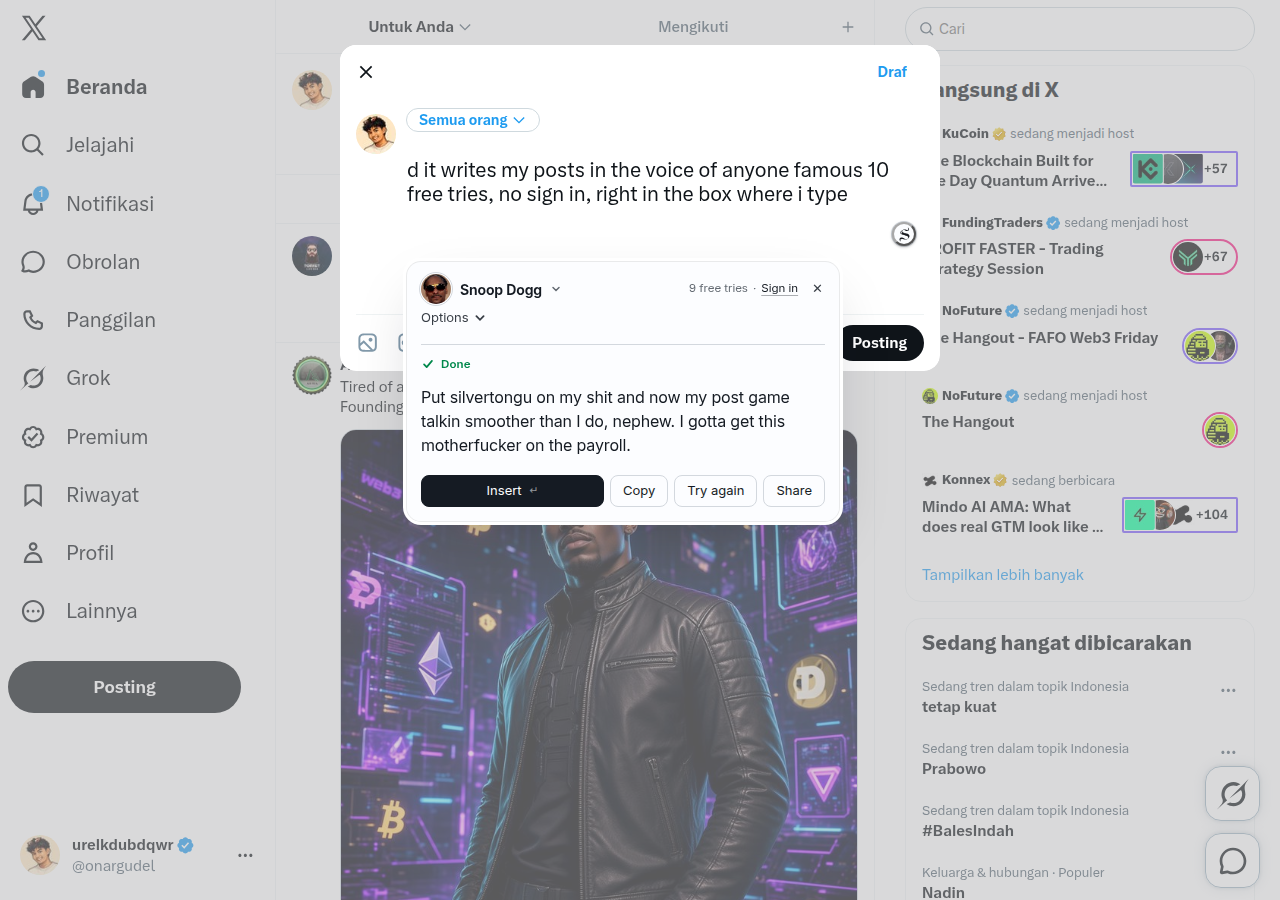 Beranda
Jelajahi
1
Notifikasi
Obrolan
Panggilan
Grok
Premium
Riwayat
Profil
Lainnya
Posting
urelkdubdqwr
@onargudel
Untuk Anda
Mengikuti
Draf
Semua orang
d it writes my posts in the voice of anyone famous 10
free tries, no sign in, right in the box where i type
Posting
Snoop Dogg
9 free tries · Sign in
Options
Done
Put silvertongu on my shit and now my post game
talkin smoother than I do, nephew. I gotta get this
motherfucker on the payroll.
Insert
Copy
Try again
Share
Tired of a
Founding
web3
Cari
angsung di X
KuCoin sedang menjadi host
e Blockchain Built for
e Day Quantum Arrive...
+57
FundingTraders sedang menjadi host
OFIT FASTER - Trading
rategy Session
+67
NoFuture sedang menjadi host
e Hangout - FAFO Web3 Friday
NoFuture sedang menjadi host
The Hangout
Konnex sedang berbicara
Mindo AI AMA: What
does real GTM look like ...
+104
Tampilkan lebih banyak
Sedang hangat dibicarakan
Sedang tren dalam topik Indonesia
tetap kuat
Sedang tren dalam topik Indonesia
Prabowo
Sedang tren dalam topik Indonesia
#BalesIndah
Keluarga & hubungan · Populer
Nadin